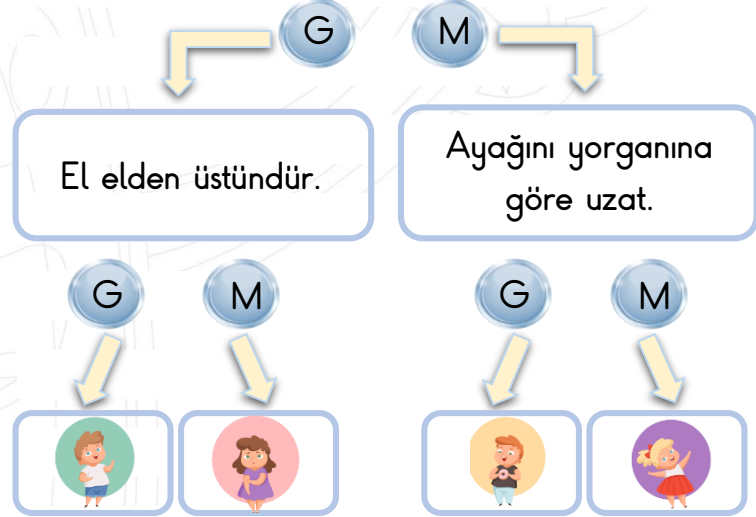 G M
El elden üstündür.
Ayağını yorganına
göre uzat.
G M G M